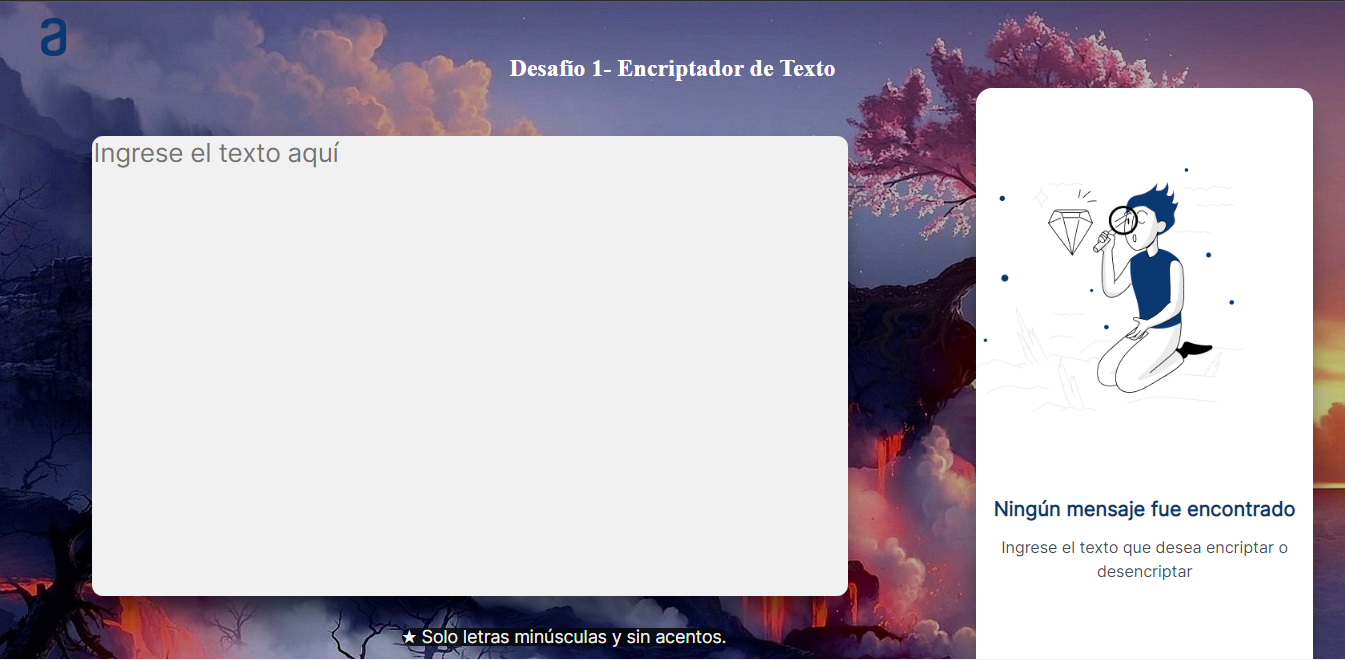 a
Desafío 1- Encriptador de Texto
Ingrese el texto aquí
★ Solo letras minúsculas y sin acentos.
Ningún mensaje fue encontrado
Ingrese el texto que desea encriptar o
desencriptar